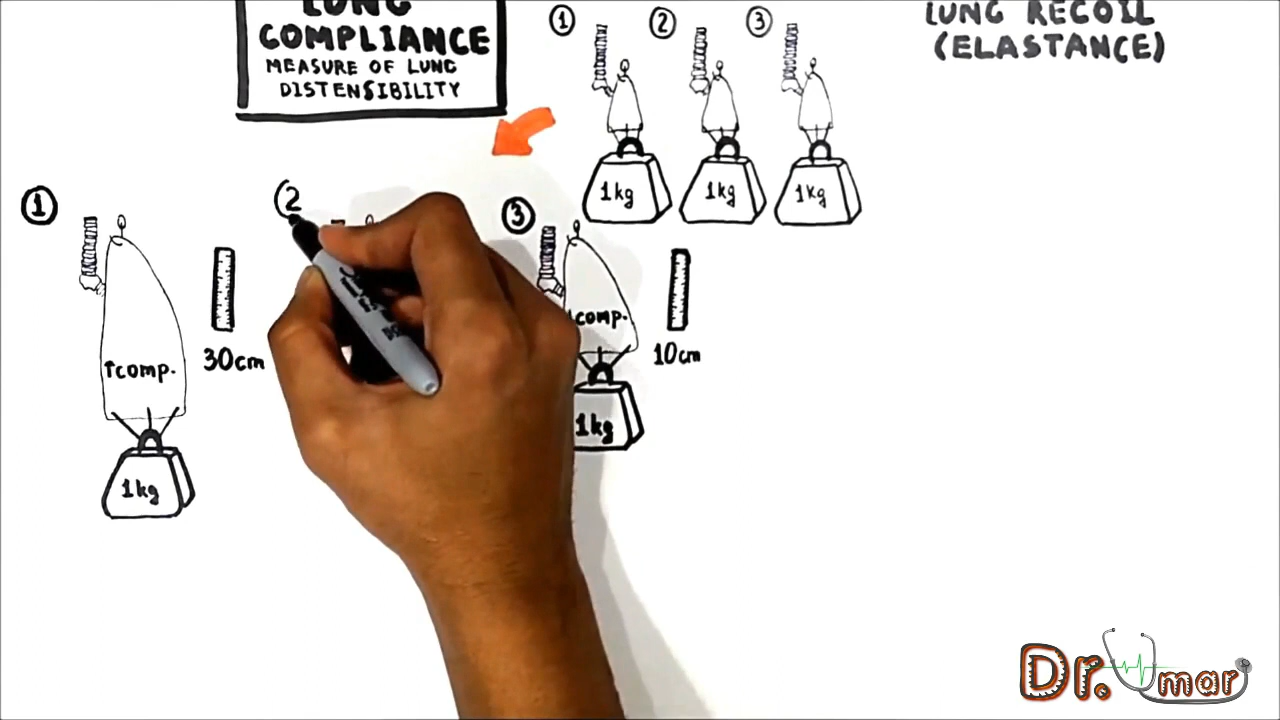 LUNG
COMPLIANCE
MEASURE OF LUNG
DISTENSIBILITY
1
2
3
1kg
1kg
1kg
LUNG RECOIL
(ELASTANCE)
1
↑comp.
30cm
1kg
2
3
comp.
10cm
1kg
Dr. Umar